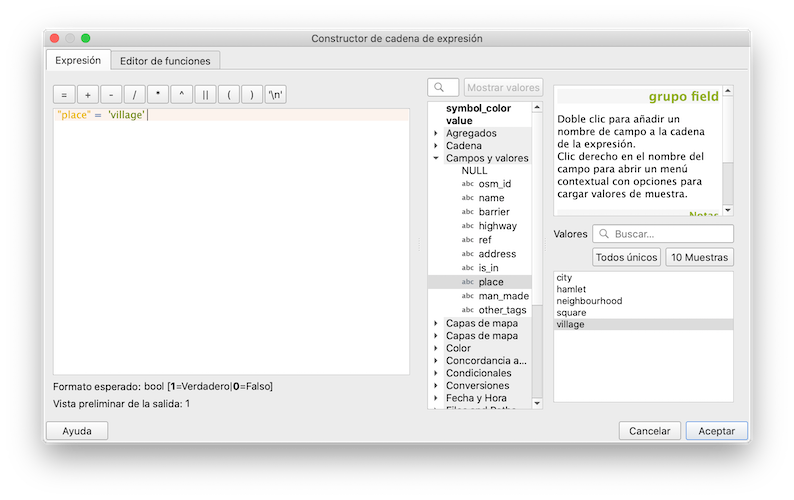 Constructor de cadena de expresión
Expresión
Editor de funciones
= + - / * ^ || ( ) '\n'
"place" = 'village'
Formato esperado: bool [1=Verdadero|0=Falso]
Vista preliminar de la salida: 1
Mostrar valores
symbol_color
value
Agregados
Cadena
Campos y valores
NULL
abc osm_id
abc name
abc barrier
abc highway
abc ref
abc address
abc is_in
abc place
abc man_made
abc other_tags
Capas de mapa
Capas de mapa
Color
Concordancia a...
Condicionales
Conversiones
Fecha y Hora
Files and Paths
grupo field
Doble clic para añadir un
nombre de campo a la cadena
de la expresión.
Clic derecho en el nombre del
campo para abrir un menú
contextual con opciones para
cargar valores de muestra.
Notas
Valores
Buscar...
Todos únicos
10 Muestras
city
hamlet
neighbourhood
square
village
Ayuda
Cancelar
Aceptar